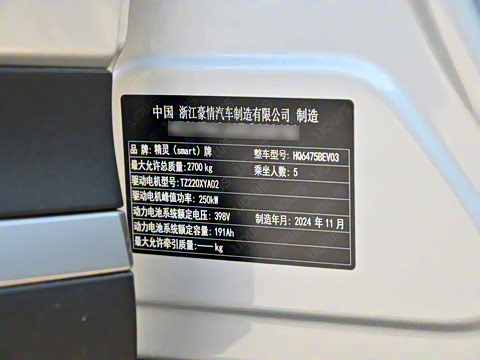 中国 浙江豪情汽车制造有限公司 制造
品 牌: 精灵 (smart) 牌 整车型号: HQ6475BEV03
最大允许总质量: 2700 kg 乘坐人数: 5
驱动电机型号: TZ220XYA02
驱动电机峰值功率: 250kW
动力电池系统额定电压: 398V 制造年月: 2024 年 11 月
动力电池系统额定容量: 191Ah
最大允许牵引质量: —— kg